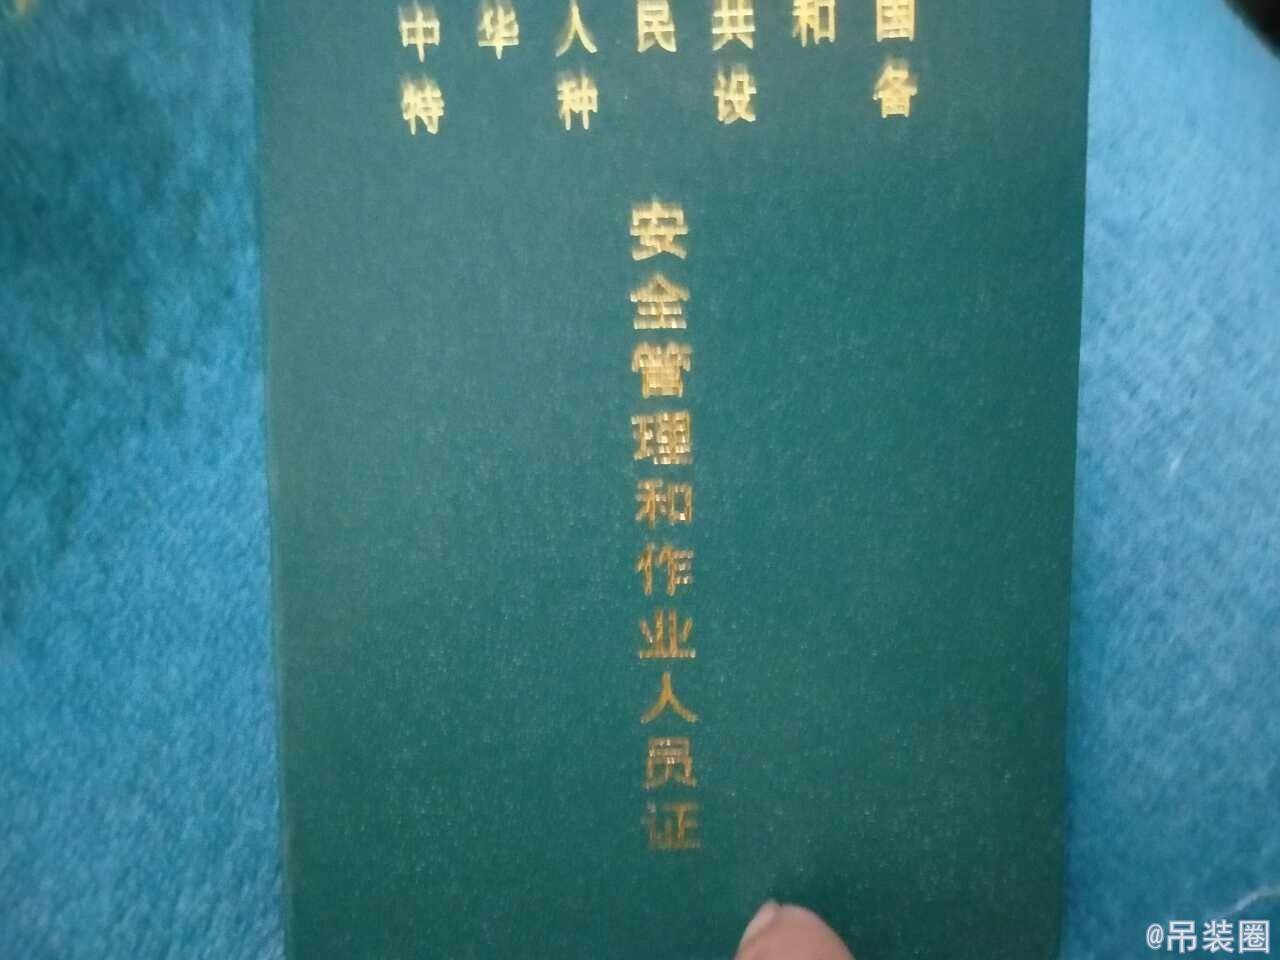 中华人民共和国
特种设备
安全管理和作业人员证
@吊装圈